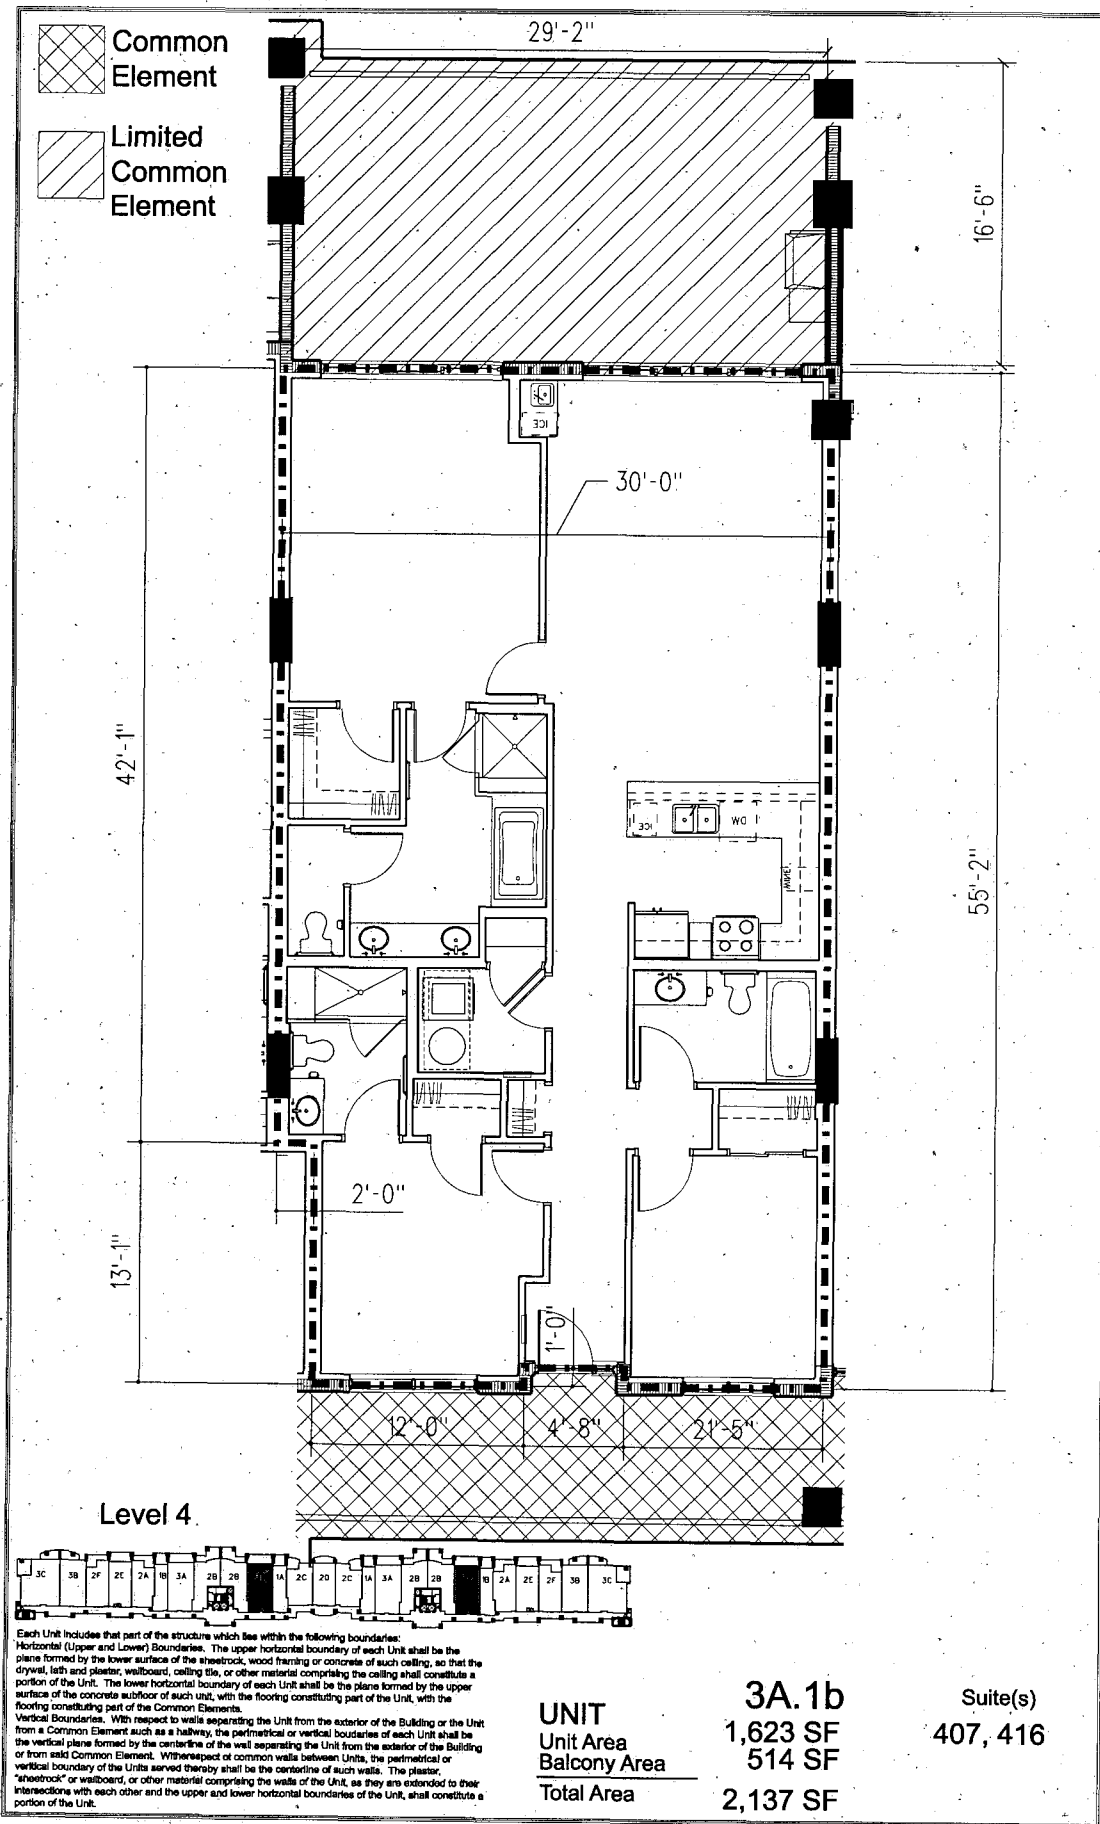 Common
Element
Limited
Common
Element
29'-2"
16'-6"
ICE
30'-0"
42'-1"
ICE
DW
WINE
55'-2"
2'-0"
13'-1"
1'-0"
12'-0"
4'-8"
21'-5"
Level 4
3C 3B 2F 2E 2A 1B 3A 2B 2B 1A 2C 2D 2C 1A 3A 2B 2B 1B 2A 2E 2F 3B 3C
Each Unit includes that part of the structure which lies within the following boundaries:
Horizontal (Upper and Lower) Boundaries. The upper horizontal boundary of each Unit shall be the
plane formed by the lower surface of the sheetrock, wood framing or concrete of such ceiling, so that the
drywal, lath and plaster, wallboard, ceiling tile, or other material comprising the ceiling shall constitute a
portion of the Unit. The lower horizontal boundary of each Unit shall be the plane formed by the upper
surface of the concrete subfloor of such unit, with the flooring constituting part of the Unit, with the
flooring constituting part of the Common Elements.
Vertical Boundaries. With respect to walls separating the Unit from the exterior of the Building or the Unit
from a Common Element such as a hallway, the perimetrical or vertical boudaries of each Unit shall be
the vertical plane formed by the centerline of the wall separating the Unit from the exterior of the Building
or from said Common Element. Witherespect ot common walls between Units, the perimetrical or
vertical boundary of the Units served thereby shall be the centerline of such walls. The plaster,
"sheetrock" or wallboard, or other material comprising the walls of the Unit, as they are extended to their
intersections with each other and the upper and lower horizontal boundaries of the Unit, shall constitute a
portion of the Unit.
UNIT 3A.1b Suite(s)
Unit Area 1,623 SF 407, 416
Balcony Area 514 SF
Total Area 2,137 SF